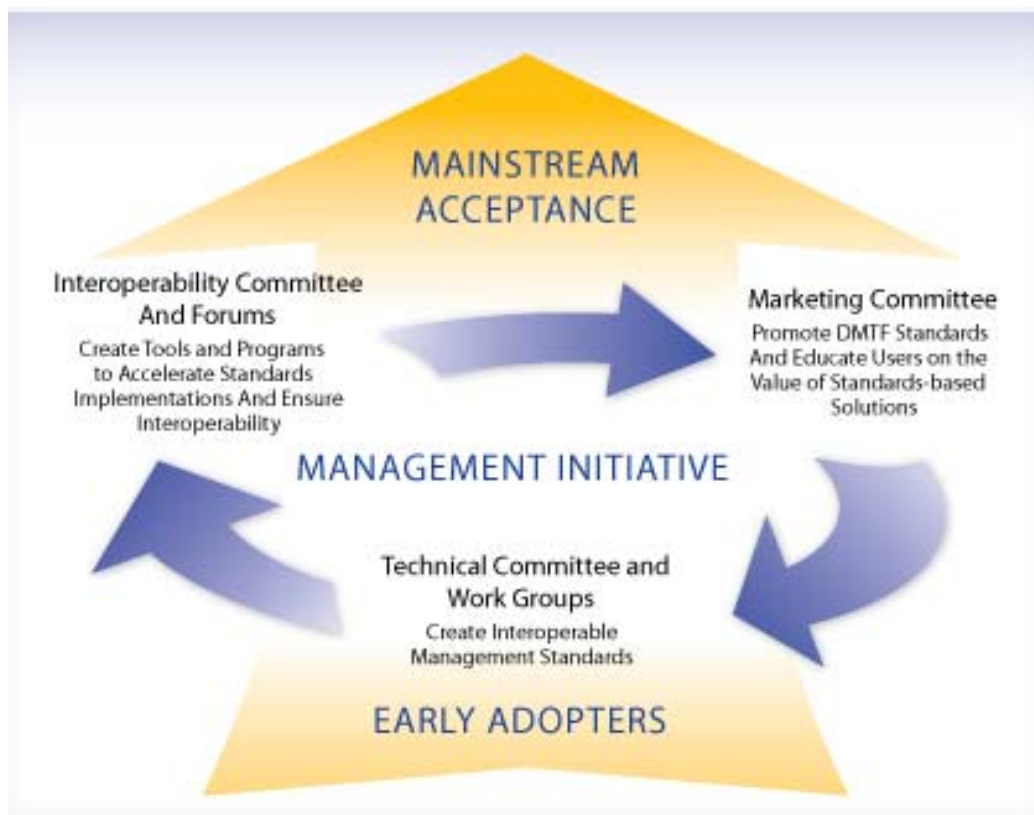 MAINSTREAM
ACCEPTANCE
Interoperability Committee
And Forums
Create Tools and Programs
to Accelerate Standards
Implementations And Ensure
Interoperability
Marketing Committee
Promote DMTF Standards
And Educate Users on the
Value of Standards-based
Solutions
MANAGEMENT INITIATIVE
Technical Committee and
Work Groups
Create Interoperable
Management Standards
EARLY ADOPTERS